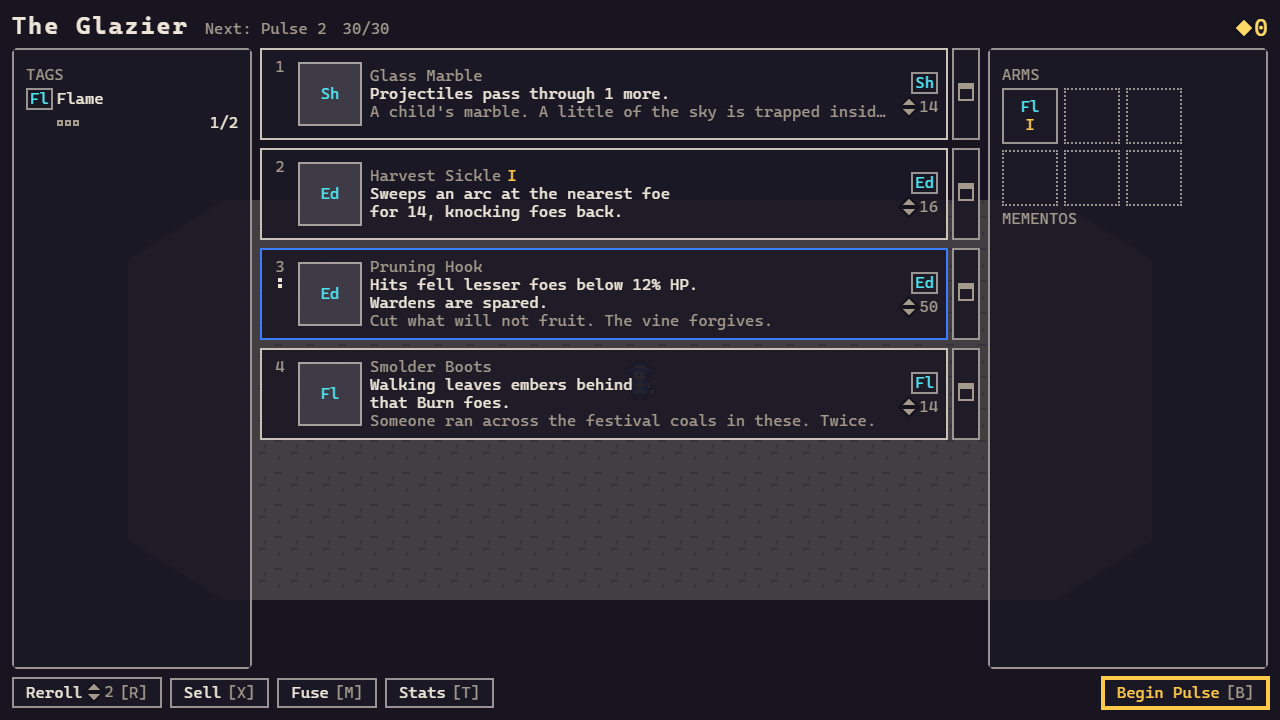 The Glazier Next: Pulse 2 30/30
0
TAGS
Fl Flame
1/2
1
Sh
Glass Marble
Projectiles pass through 1 more.
A child's marble. A little of the sky is trapped insid…
Sh
14
2
Ed
Harvest Sickle I
Sweeps an arc at the nearest foe
for 14, knocking foes back.
Ed
16
3
Ed
Pruning Hook
Hits fell lesser foes below 12% HP.
Wardens are spared.
Cut what will not fruit. The vine forgives.
Ed
50
4
Fl
Smolder Boots
Walking leaves embers behind
that Burn foes.
Someone ran across the festival coals in these. Twice.
Fl
14
ARMS
Fl
I
MEMENTOS
Reroll 2 [R]
Sell [X]
Fuse [M]
Stats [T]
Begin Pulse [B]